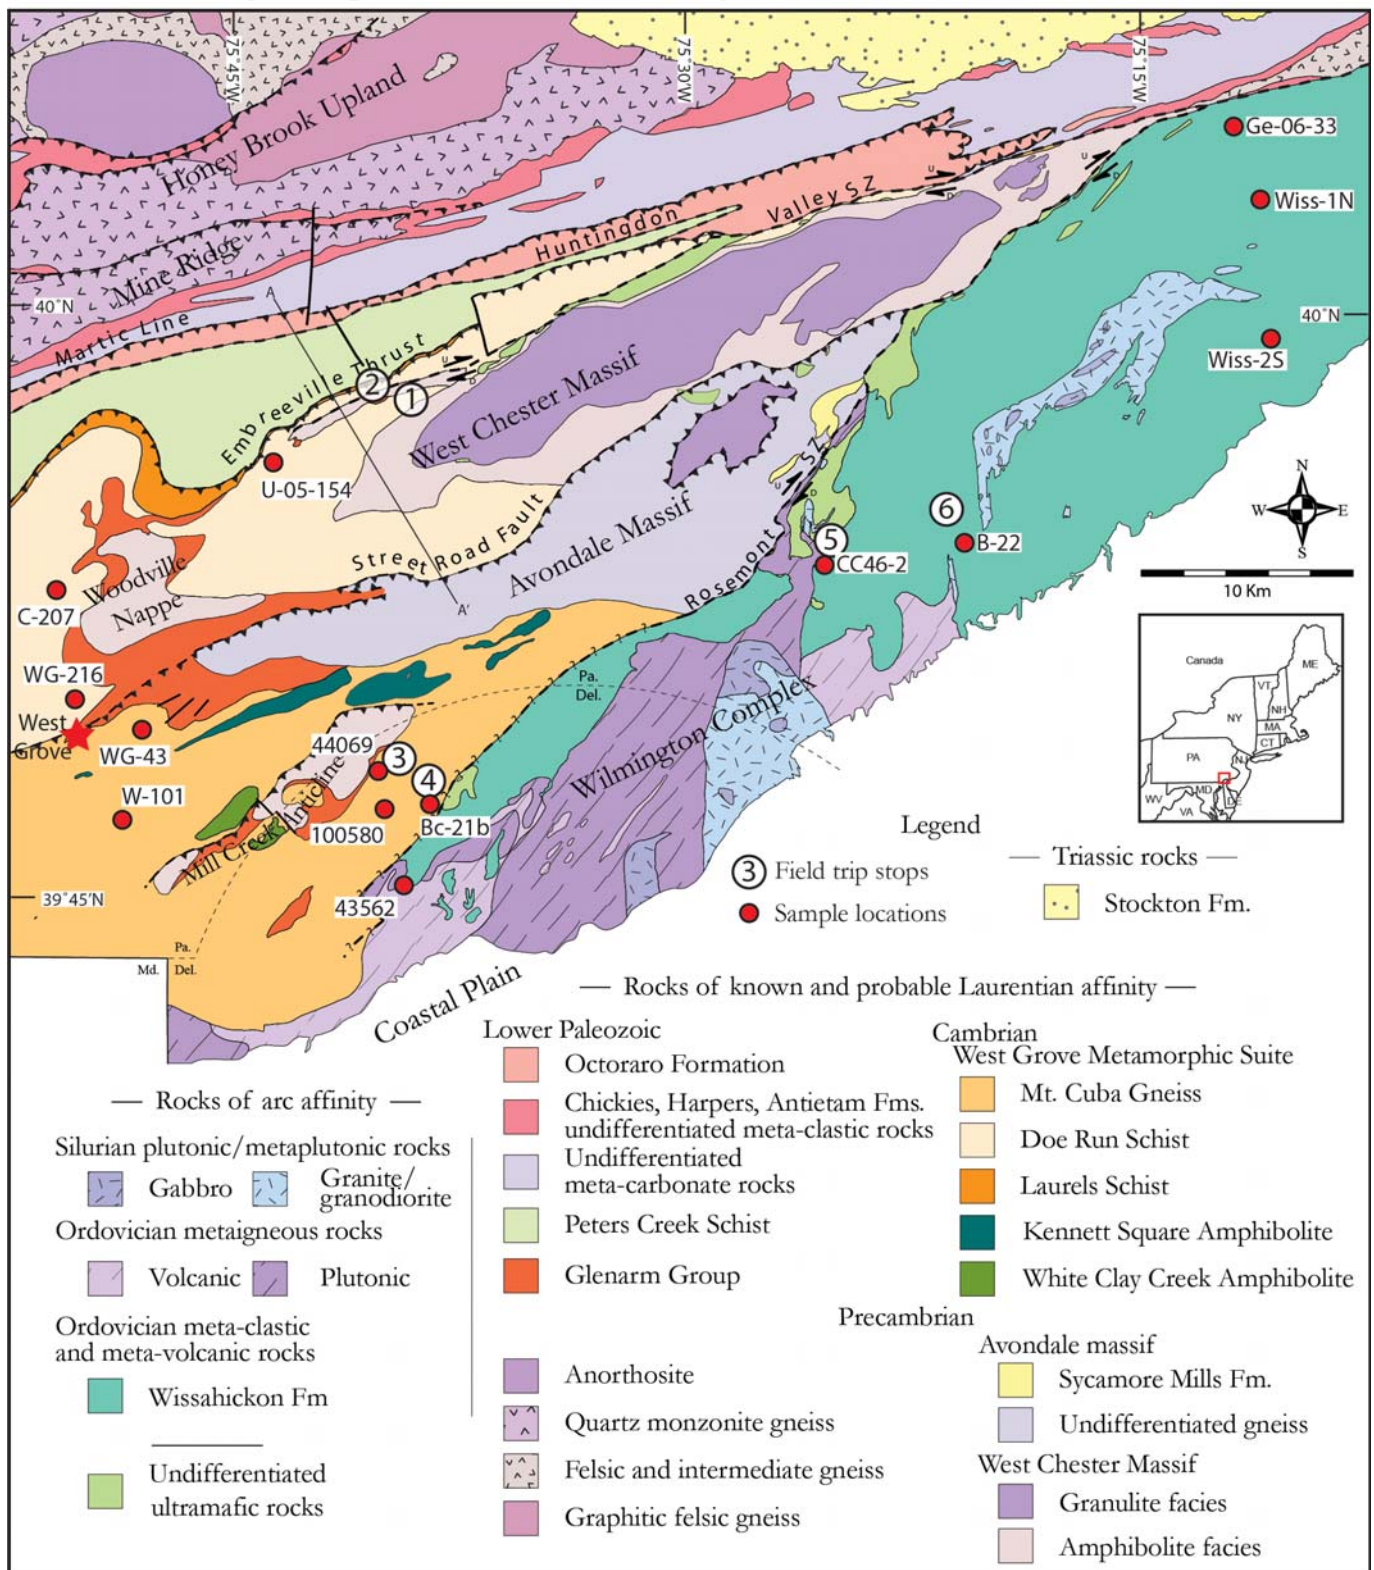 75°45'W
75°30'W
75°15'W
Honey Brook Upland
Ge-06-33
Wiss-1N
Valley SZ
Huntingdon
U
D
U
D
Mine Ridge
40°N
A
40°N
Martic Line
Wiss-2S
Embreeville Thrust
U
D
2
1
West Chester Massif
U-05-154
SZ
U
D
N
W
E
S
6
B-22
5
CC46-2
Street Road Fault
Avondale Massif
Rosemont
A'
10 Km
Woodville
Nappe
C-207
WG-216
West
Grove
WG-43
W-101
Pa.
Del.
Wilmington Complex
44069
3
4
Mill Creek Anticline
100580
Bc-21b
43562
39°45'N
Pa.
Md.
Del.
Coastal Plain
Canada
ME
VT
NH
NY
MA
CT
PA
NJ
MD
DE
WV
VA
Legend
3 Field trip stops
Sample locations
Triassic rocks
Stockton Fm.
Rocks of known and probable Laurentian affinity
Lower Paleozoic
Octoraro Formation
Chickies, Harpers, Antietam Fms.
undifferentiated meta-clastic rocks
Undifferentiated
meta-carbonate rocks
Peters Creek Schist
Glenarm Group
Cambrian
West Grove Metamorphic Suite
Mt. Cuba Gneiss
Doe Run Schist
Laurels Schist
Kennett Square Amphibolite
White Clay Creek Amphibolite
Precambrian
Anorthosite
Quartz monzonite gneiss
Felsic and intermediate gneiss
Graphitic felsic gneiss
Avondale massif
Sycamore Mills Fm.
Undifferentiated gneiss
West Chester Massif
Granulite facies
Amphibolite facies
Rocks of arc affinity
Silurian plutonic/metaplutonic rocks
Gabbro
Granite/
granodiorite
Ordovician metaigneous rocks
Volcanic
Plutonic
Ordovician meta-clastic
and meta-volcanic rocks
Wissahickon Fm
Undifferentiated
ultramafic rocks